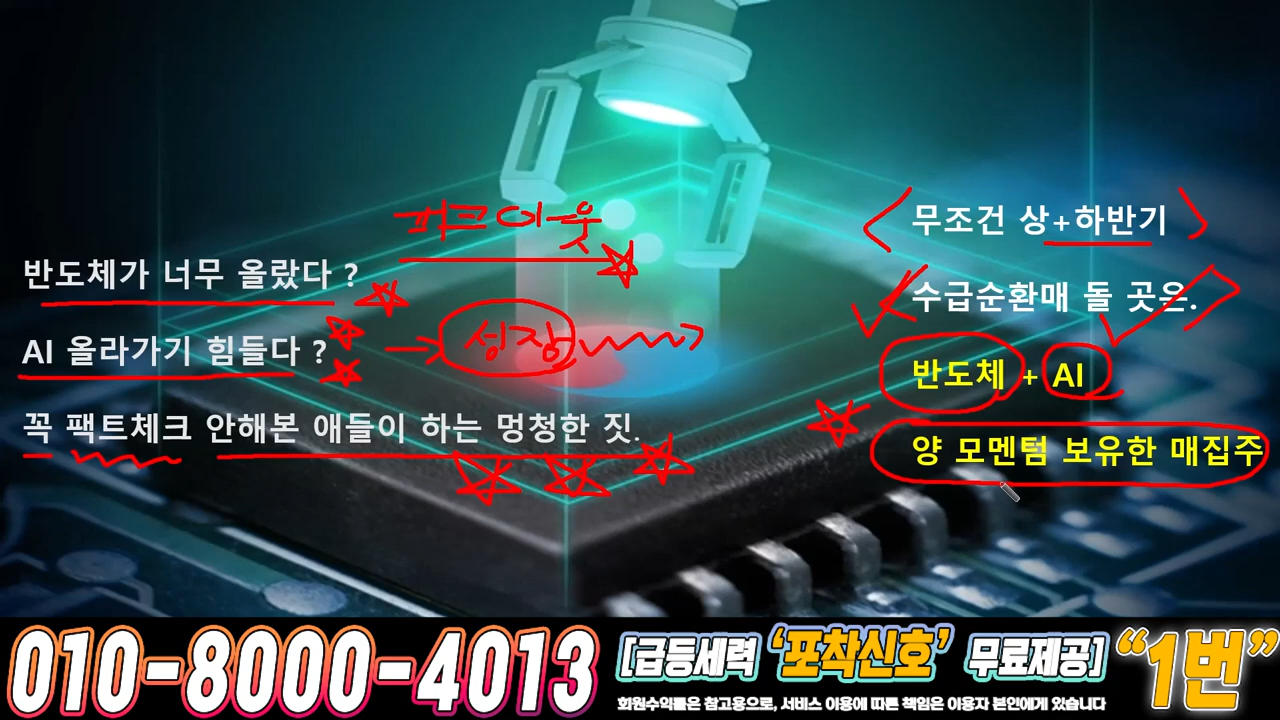 피크아웃
반도체가 너무 올랐다 ?
AI 올라가기 힘들다 ?
성장
꼭 팩트체크 안해본 애들이 하는 멍청한 짓.
무조건 상+하반기
수급순환매 돌 곳은.
반도체 + AI
양 모멘텀 보유한 매집주
010-8000-4013
[급등세력 '포착신호' 무료제공] "1번"
회원수익률은 참고용으로, 서비스 이용에 따른 책임은 이용자 본인에게 있습니다